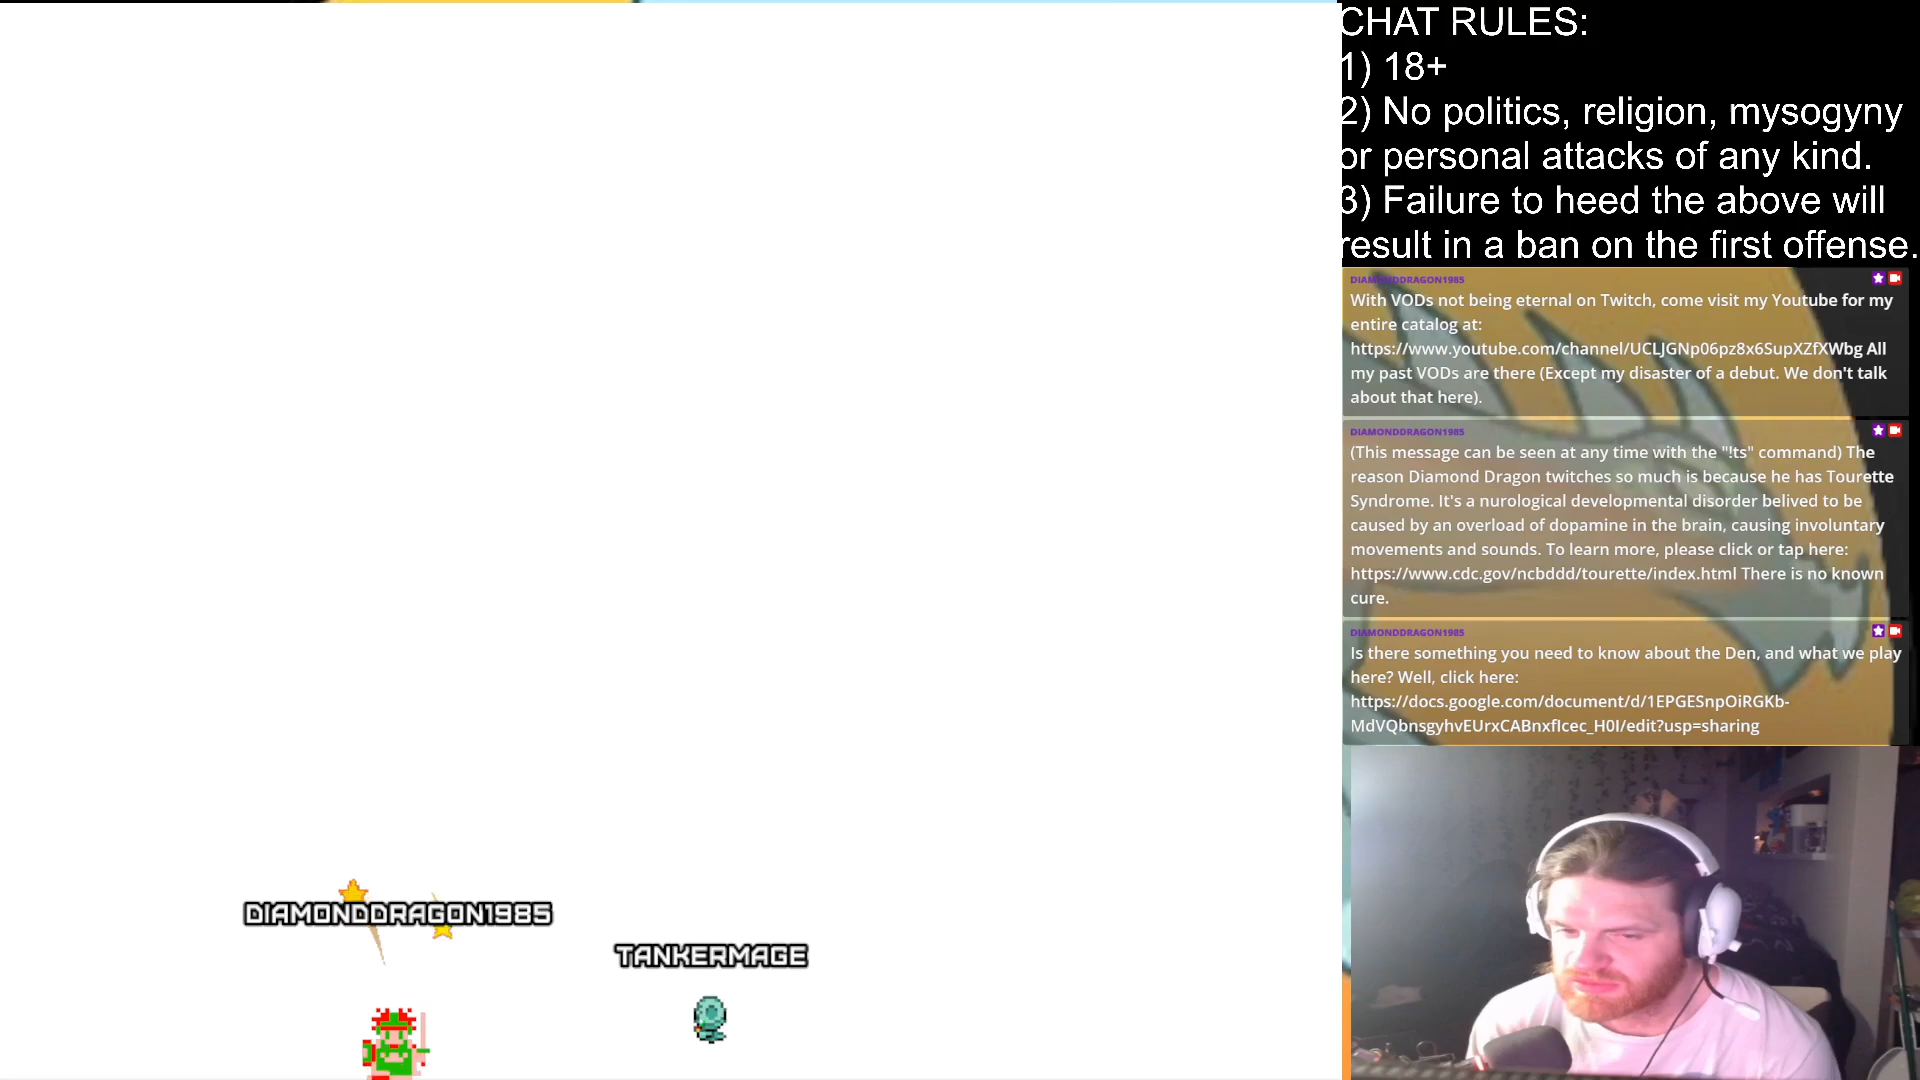 CHAT RULES:
1) 18+
2) No politics, religion, mysogyny
or personal attacks of any kind.
3) Failure to heed the above will
result in a ban on the first offense.
DIAMONDDRAGON1985
With VODs not being eternal on Twitch, come visit my Youtube for my
entire catalog at:
https://www.youtube.com/channel/UCLJGNp06pz8x6SupXZfXWbg All
my past VODs are there (Except my disaster of a debut. We don't talk
about that here).
DIAMONDDRAGON1985
(This message can be seen at any time with the "!ts" command) The
reason Diamond Dragon twitches so much is because he has Tourette
Syndrome. It's a nurological developmental disorder belived to be
caused by an overload of dopamine in the brain, causing involuntary
movements and sounds. To learn more, please click or tap here:
https://www.cdc.gov/ncbddd/tourette/index.html There is no known
cure.
DIAMONDDRAGON1985
Is there something you need to know about the Den, and what we play
here? Well, click here:
https://docs.google.com/document/d/1EPGESnpOiRGKb-
MdVQbnsgyhvEUrxCABnxfIcec_H0I/edit?usp=sharing
DIAMONDDRAGON1985
TANKERMAGE